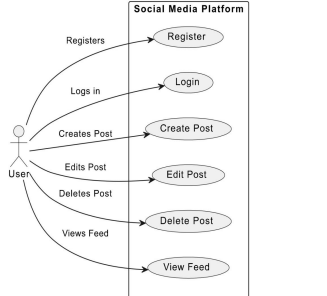 Social Media Platform
Registers
Register
Logs in
Login
Creates Post
Create Post
Edits Post
Edit Post
User
Deletes Post
Delete Post
Views Feed
View Feed